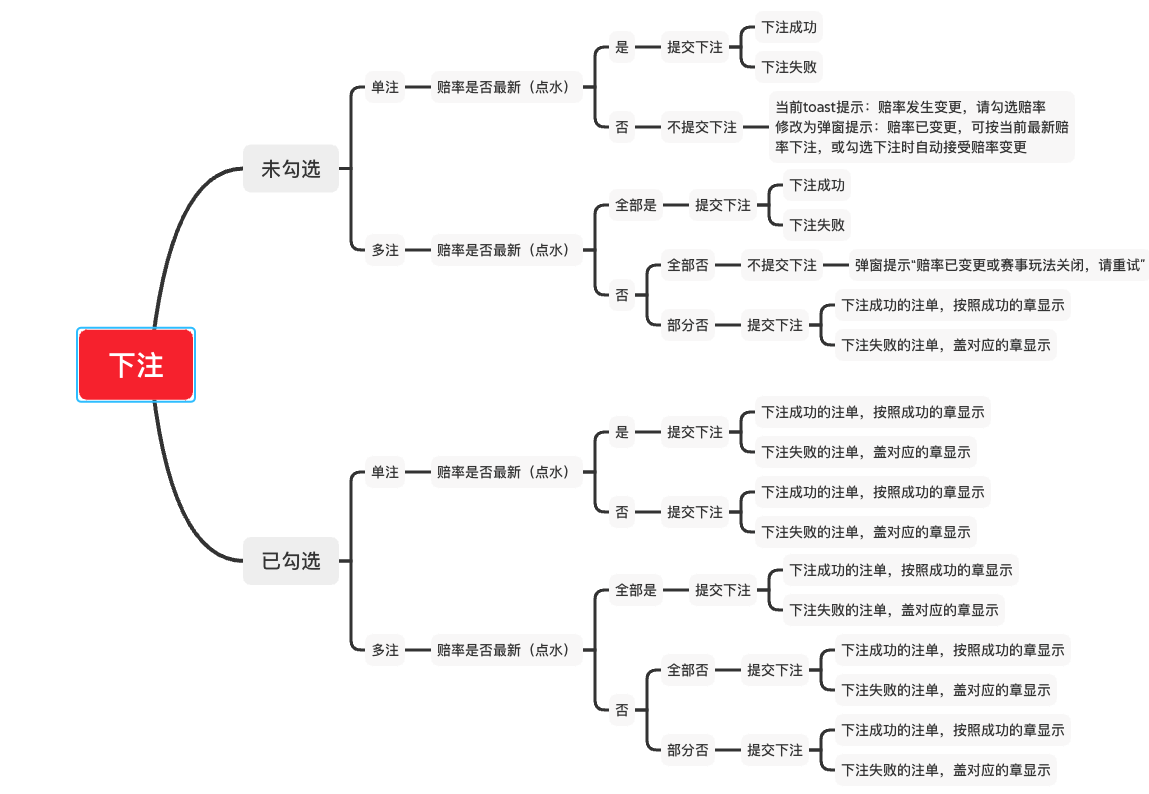 下注
未勾选
单注
赔率是否最新（点水）
是
提交下注
下注成功
下注失败
否
不提交下注
当前toast提示：赔率发生变更，请勾选赔率
修改为弹窗提示：赔率已变更，可按当前最新赔
率下注，或勾选下注时自动接受赔率变更
多注
赔率是否最新（点水）
全部是
提交下注
下注成功
下注失败
否
全部否
不提交下注
弹窗提示“赔率已变更或赛事玩法关闭，请重试”
部分否
提交下注
下注成功的注单，按照成功的章显示
下注失败的注单，盖对应的章显示
已勾选
单注
赔率是否最新（点水）
是
提交下注
下注成功的注单，按照成功的章显示
下注失败的注单，盖对应的章显示
否
提交下注
下注成功的注单，按照成功的章显示
下注失败的注单，盖对应的章显示
多注
赔率是否最新（点水）
全部是
提交下注
下注成功的注单，按照成功的章显示
下注失败的注单，盖对应的章显示
否
全部否
提交下注
下注成功的注单，按照成功的章显示
下注失败的注单，盖对应的章显示
部分否
提交下注
下注成功的注单，按照成功的章显示
下注失败的注单，盖对应的章显示